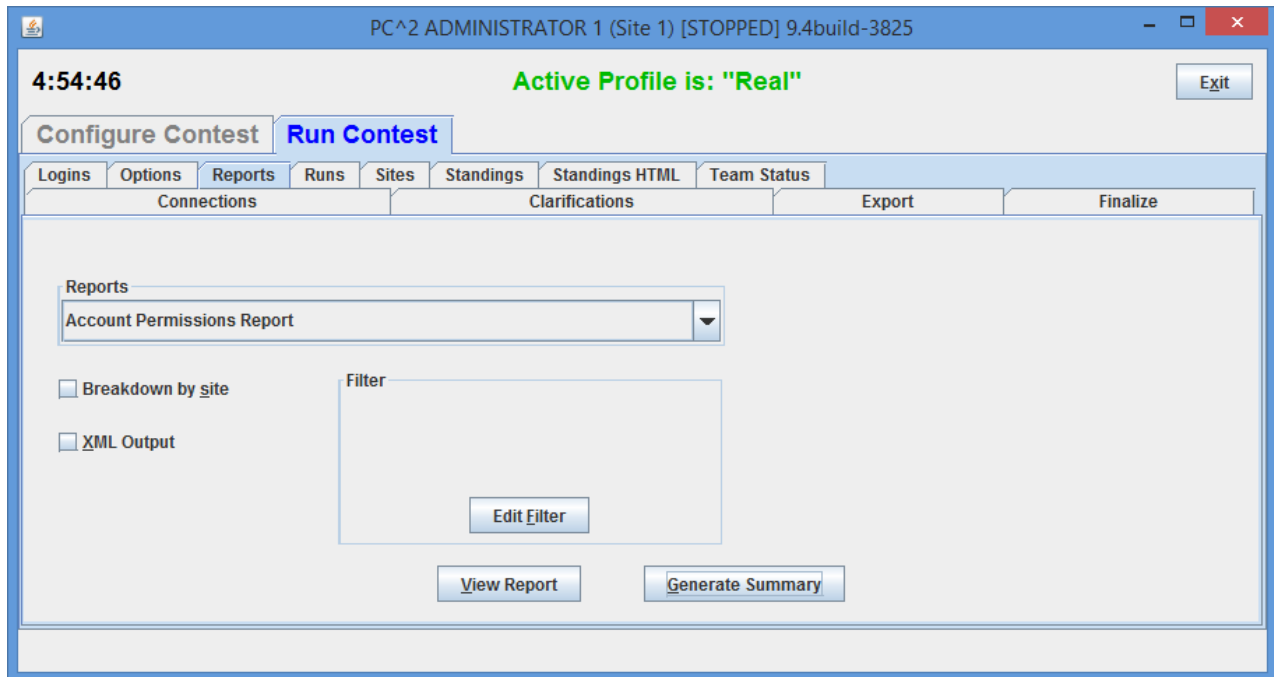 PC^2 ADMINISTRATOR 1 (Site 1) [STOPPED] 9.4build-3825
4:54:46 Active Profile is: "Real" Exit
Configure Contest Run Contest
Logins Options Reports Runs Sites Standings Standings HTML Team Status
Connections Clarifications Export Finalize
Reports
Account Permissions Report
Breakdown by site Filter
XML Output
Edit Filter
View Report Generate Summary